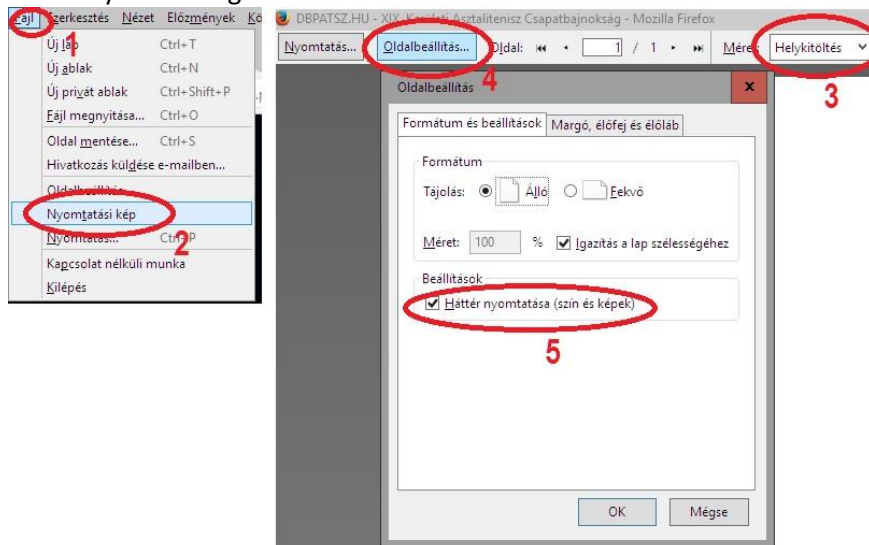 Fájl Szerkesztés Nézet Előzmények
1
Új lap Ctrl+T
Új ablak Ctrl+N
Új privát ablak Ctrl+Shift+P
Fájl megnyitása... Ctrl+O
Oldal mentése... Ctrl+S
Hivatkozás küldése e-mailben...
Oldalbeállítás...
Nyomtatási kép
Nyomtatás... Ctrl+P
2
Kapcsolat nélküli munka
Kilépés
DBPATSZ.HU - XIX. Kerületi Asztalitenisz Csapatbajnokság - Mozilla Firefox
Nyomtatás... Oldalbeállítás... Oldal: 1 / 1 Méret: Helykitöltés
4
3
Oldalbeállítás
Formátum és beállítások Margó, élőfej és élőláb
Formátum
Tájolás: Álló Fekvő
Méret: 100 % Igazítás a lap szélességéhez
Beállítások
Háttér nyomtatása (szín és képek)
5
OK Mégse